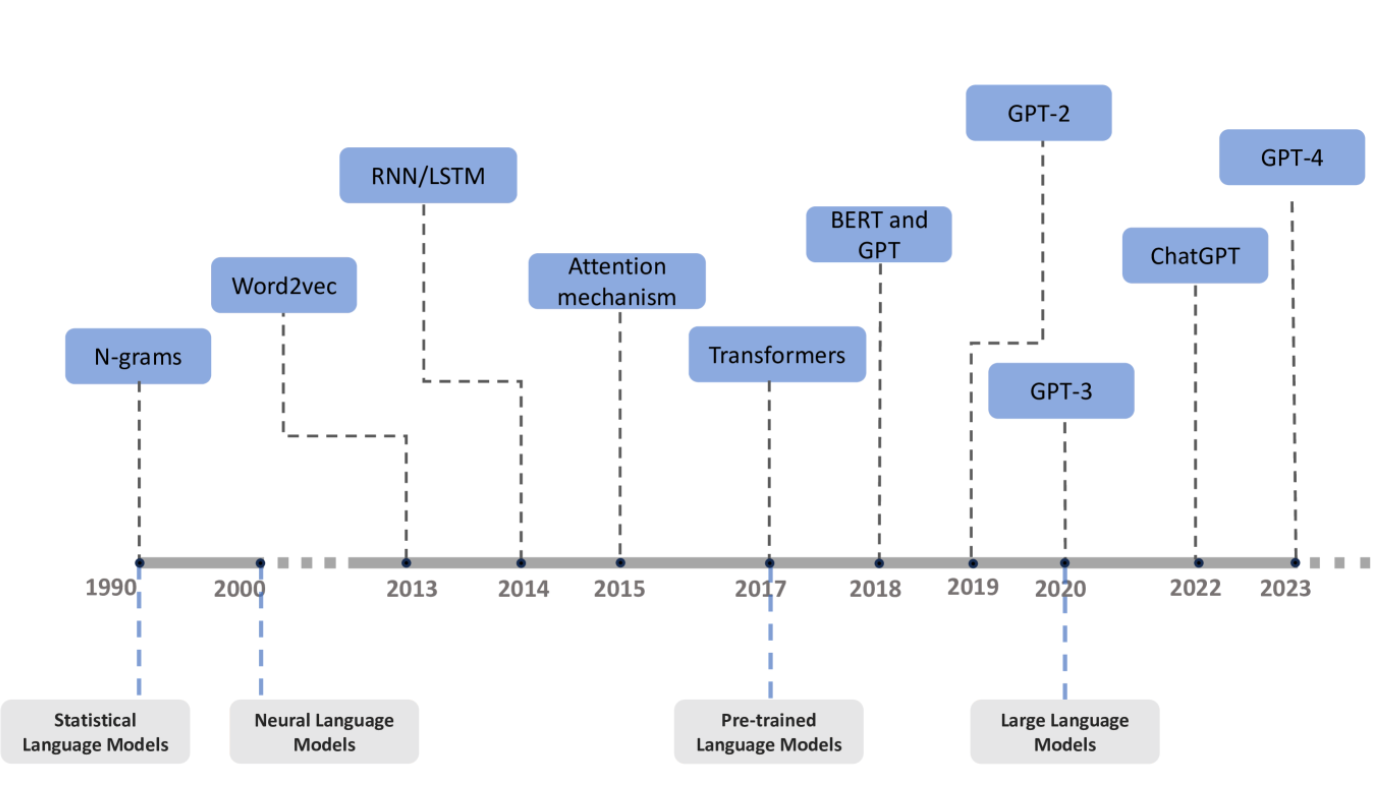 GPT-2
GPT-4
RNN/LSTM
BERT and
GPT
ChatGPT
Attention
mechanism
Word2vec
Transformers
N-grams
GPT-3
1990
2000
2013
2014
2015
2017
2018
2019
2020
2022
2023
Statistical
Language Models
Neural Language
Models
Pre-trained
Language Models
Large Language
Models